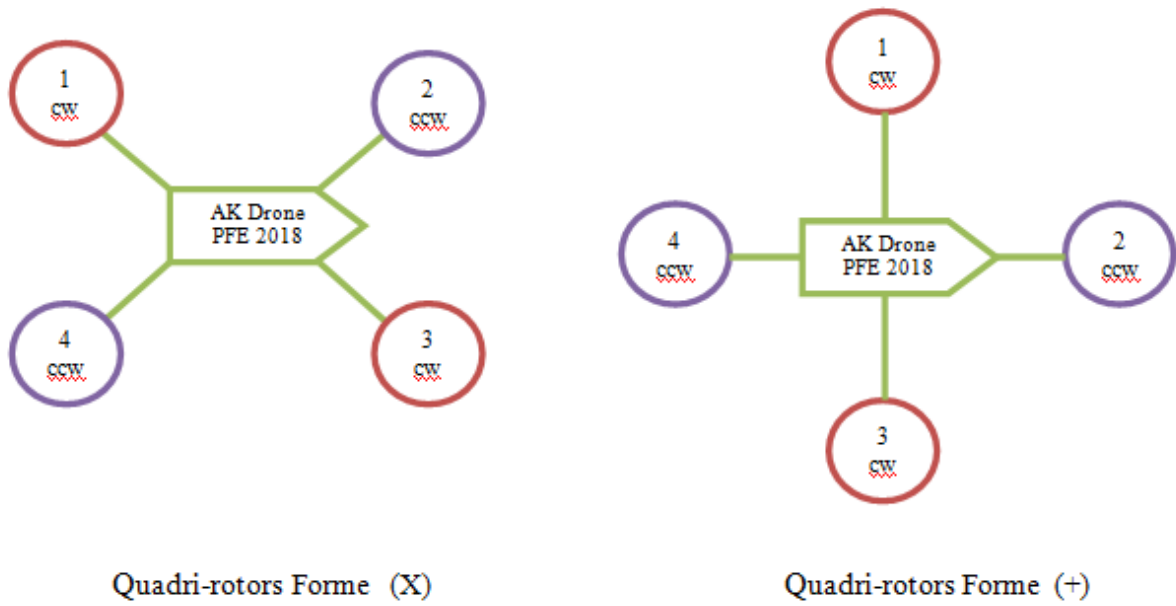 1
cw
2
ccw
AK Drone
PFE 2018
4
ccw
3
cw
Quadri-rotors Forme (X)
1
cw
4
ccw
AK Drone
PFE 2018
2
ccw
3
cw
Quadri-rotors Forme (+)